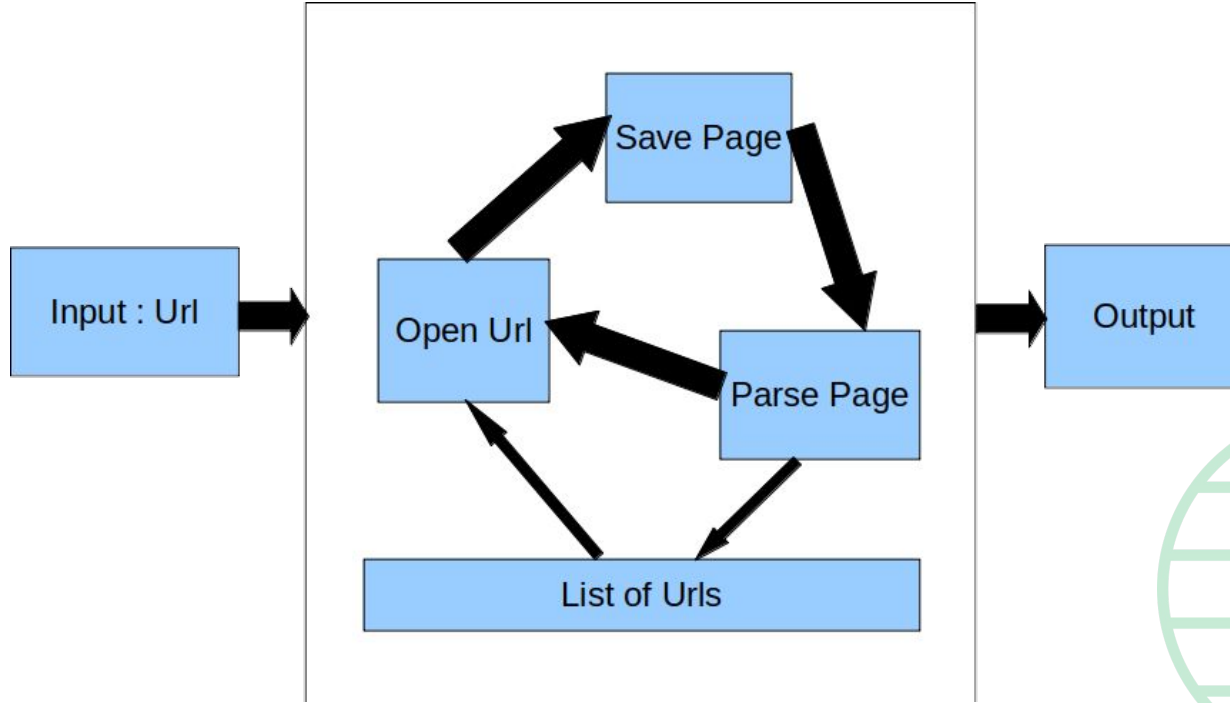 Save Page
Input : Url
Open Url
Output
Parse Page
List of Urls